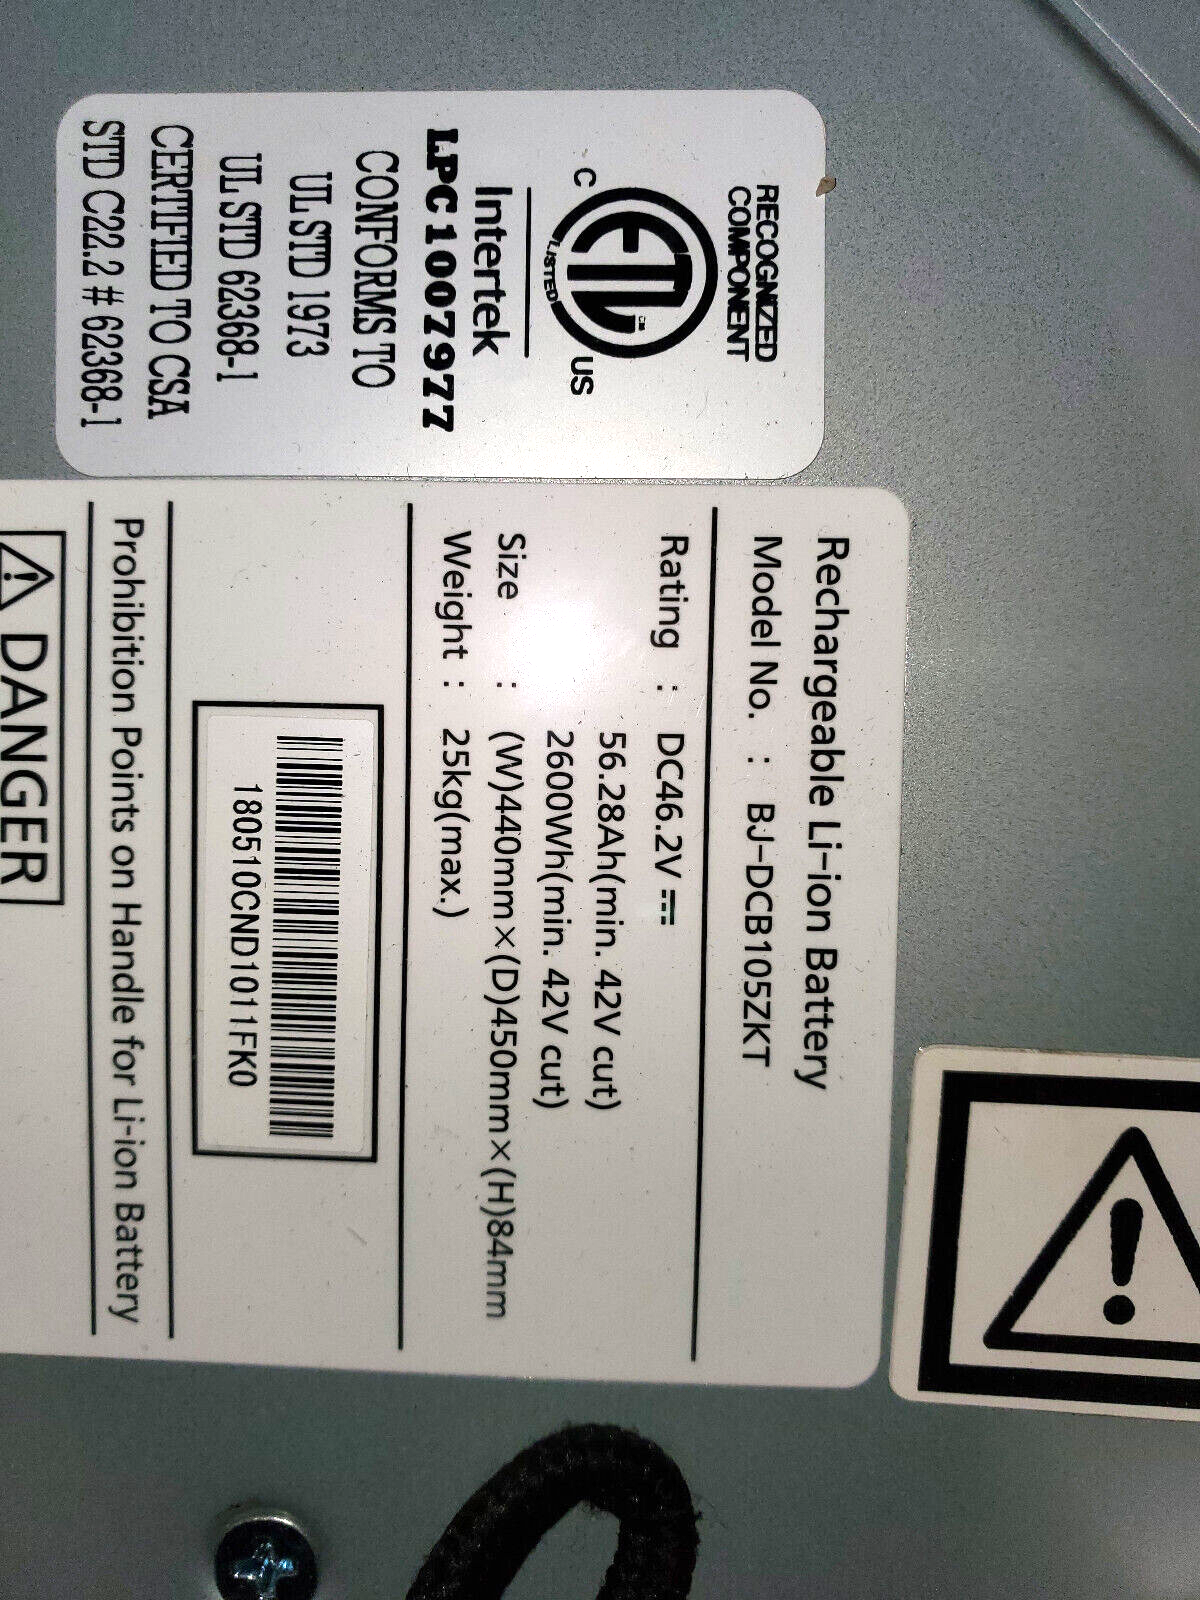 RECOGNIZED
COMPONENT
C ETL CM LISTED US
Intertek
LPC1007977
CONFORMS TO
UL STD 1973
UL STD 62368-1
CERTIFIED TO CSA
STD C22.2 # 62368-1
Rechargeable Li-ion Battery
Model No. : BJ-DCB105ZKT
Rating : DC46.2V ⎓
56.28Ah(min. 42V cut)
2600Wh(min. 42V cut)
Size : (W)440mm×(D)450mm×(H)84mm
Weight : 25kg(max.)
180510CND1011FK0
Prohibition Points on Handle for Li-ion Battery
⚠ DANGER